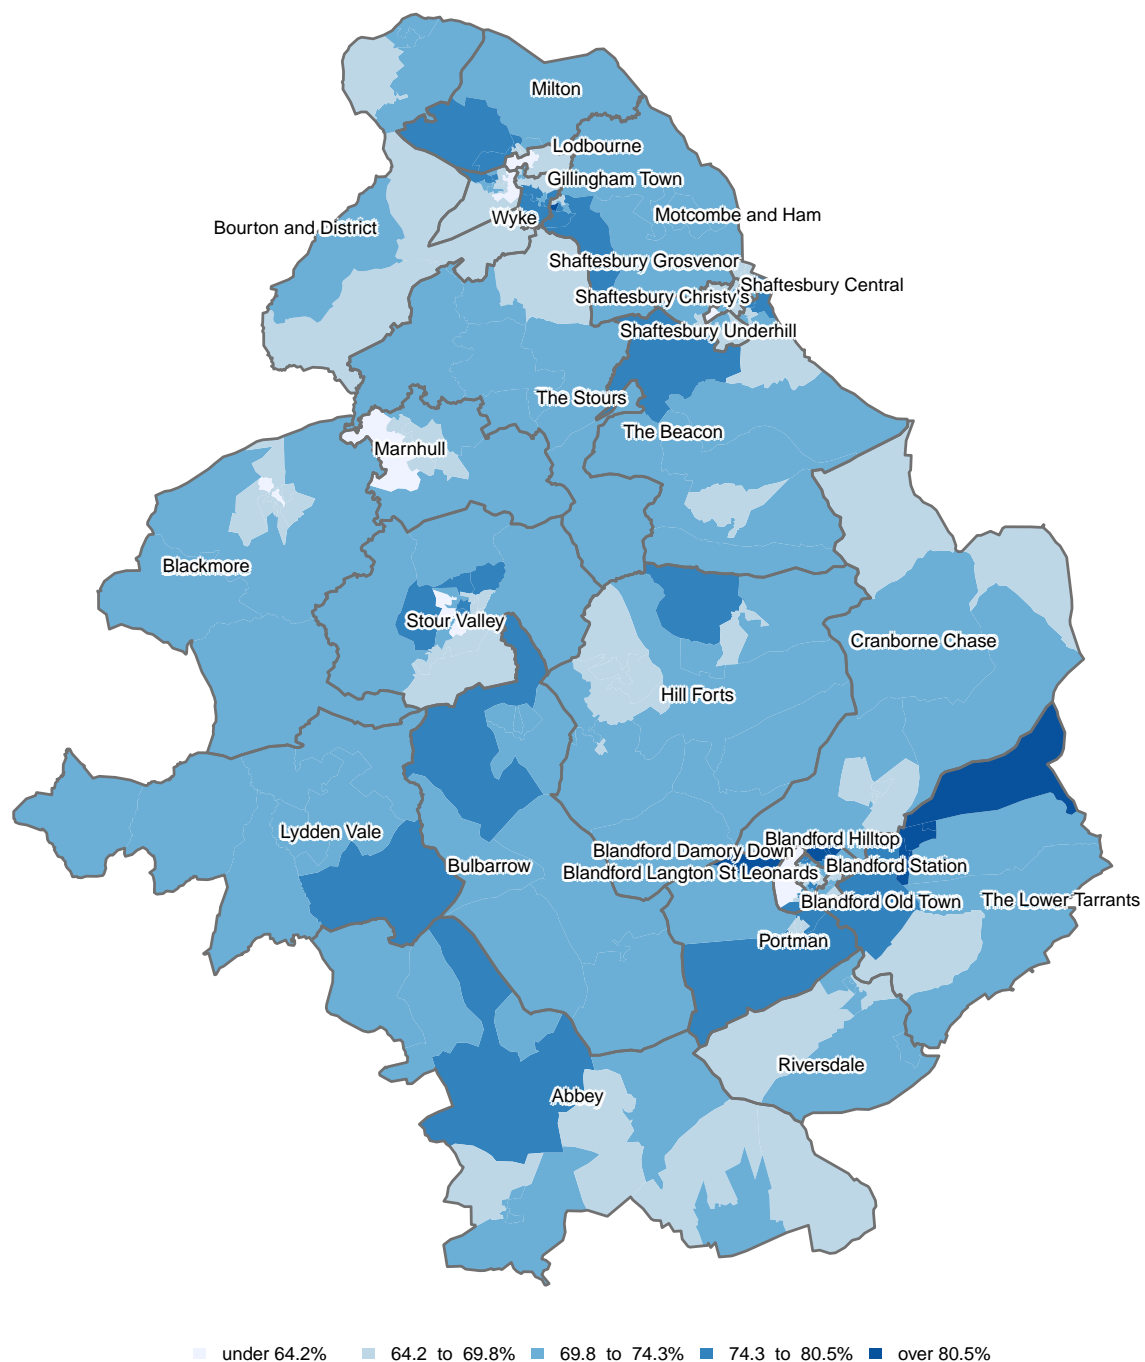 Milton
Lodbourne
Gillingham Town
Motcombe and Ham
Wyke
Bourton and District
Shaftesbury Grosvenor
Shaftesbury Central
Shaftesbury Christy's
Shaftesbury Underhill
The Stours
The Beacon
Marnhull
Blackmore
Stour Valley
Cranborne Chase
Hill Forts
Lydden Vale
Blandford Hilltop
Blandford Damory Down
Bulbarrow
Blandford Station
Blandford Langton St Leonards
The Lower Tarrants
Blandford Old Town
Portman
Riversdale
Abbey
under 64.2% 64.2 to 69.8% 69.8 to 74.3% 74.3 to 80.5% over 80.5%